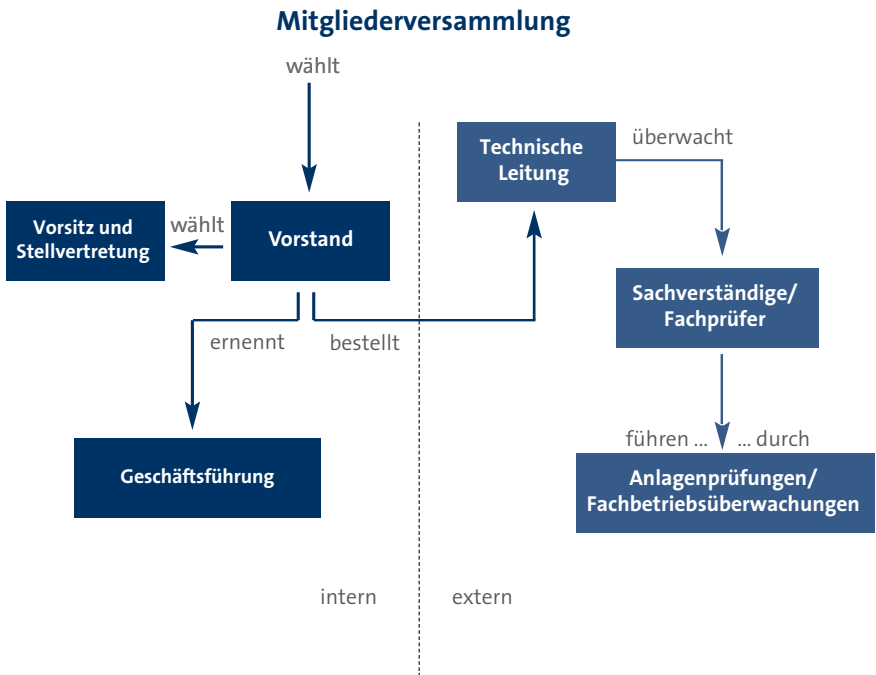 Mitgliederversammlung
wählt
Technische
Leitung
überwacht
Vorsitz und
Stellvertretung
wählt
Vorstand
Sachverständige/
Fachprüfer
ernennt
bestellt
führen ... ... durch
Geschäftsführung
Anlagenprüfungen/
Fachbetriebsüberwachungen
intern
extern